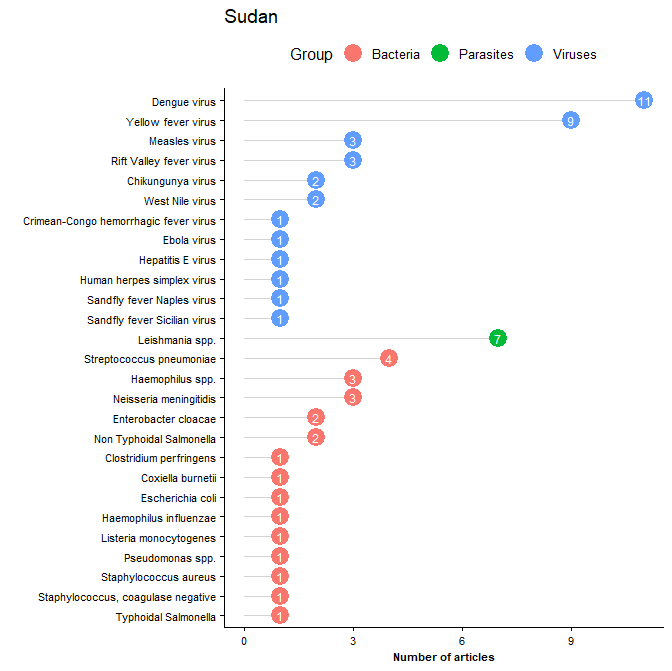 Sudan
Group Bacteria Parasites Viruses
Dengue virus 11
Yellow fever virus 9
Measles virus 3
Rift Valley fever virus 3
Chikungunya virus 2
West Nile virus 2
Crimean-Congo hemorrhagic fever virus 1
Ebola virus 1
Hepatitis E virus 1
Human herpes simplex virus 1
Sandfly fever Naples virus 1
Sandfly fever Sicilian virus 1
Leishmania spp. 7
Streptococcus pneumoniae 4
Haemophilus spp. 3
Neisseria meningitidis 3
Enterobacter cloacae 2
Non Typhoidal Salmonella 2
Clostridium perfringens 1
Coxiella burnetii 1
Escherichia coli 1
Haemophilus influenzae 1
Listeria monocytogenes 1
Pseudomonas spp. 1
Staphylococcus aureus 1
Staphylococcus, coagulase negative 1
Typhoidal Salmonella 1
0 3 6 9
Number of articles